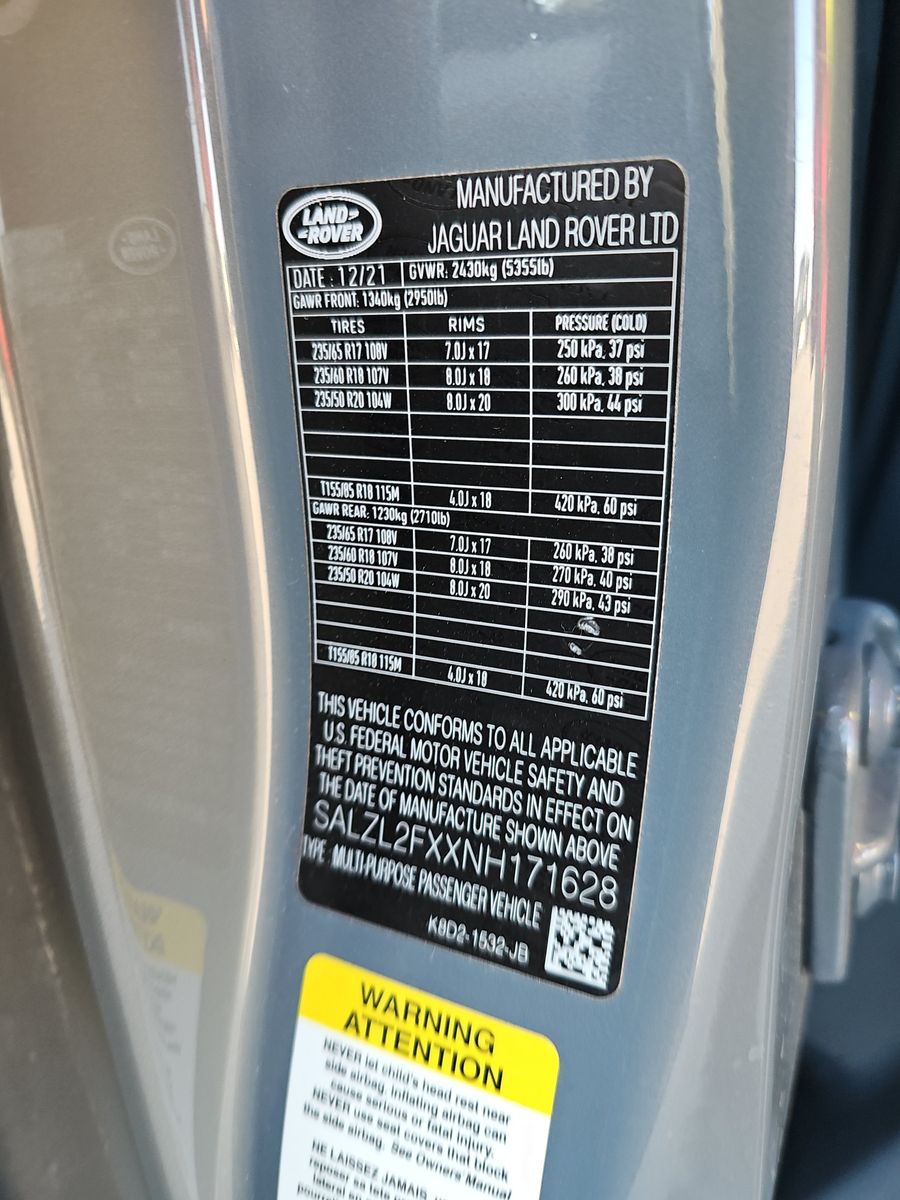 MANUFACTURED BY
LAND-
-ROVER
JAGUAR LAND ROVER LTD
DATE : 12/21 GVWR: 2430kg (5355lb)
GAWR FRONT: 1340kg (2950lb)
TIRES RIMS PRESSURE (COLD)
235/65 R17 108V 7.0J x 17 250 kPa, 37 psi
235/60 R18 107V 8.0J x 18 260 kPa, 38 psi
235/50 R20 104W 8.0J x 20 300 kPa, 44 psi
T155/85 R18 115M 4.0J x 18 420 kPa, 60 psi
GAWR REAR: 1230kg (2710lb)
235/65 R17 108V 7.0J x 17 260 kPa, 38 psi
235/60 R18 107V 8.0J x 18 270 kPa, 40 psi
235/50 R20 104W 8.0J x 20 290 kPa, 43 psi
T155/85 R18 115M 4.0J x 18 420 kPa, 60 psi
THIS VEHICLE CONFORMS TO ALL APPLICABLE
U.S. FEDERAL MOTOR VEHICLE SAFETY AND
THEFT PREVENTION STANDARDS IN EFFECT ON
THE DATE OF MANUFACTURE SHOWN ABOVE
SALZL2FXXNH171628
TYPE : MULTI-PURPOSE PASSENGER VEHICLE
K8D2-1532-JB
WARNING
ATTENTION
NEVER let child's head rest near
side airbag. Inflating airbag can
cause serious or fatal injury.
NEVER use seat covers that block
the side airbag. See Owners Manual
NE LAISSEZ JAMAIS
reposer sa tête
latéral